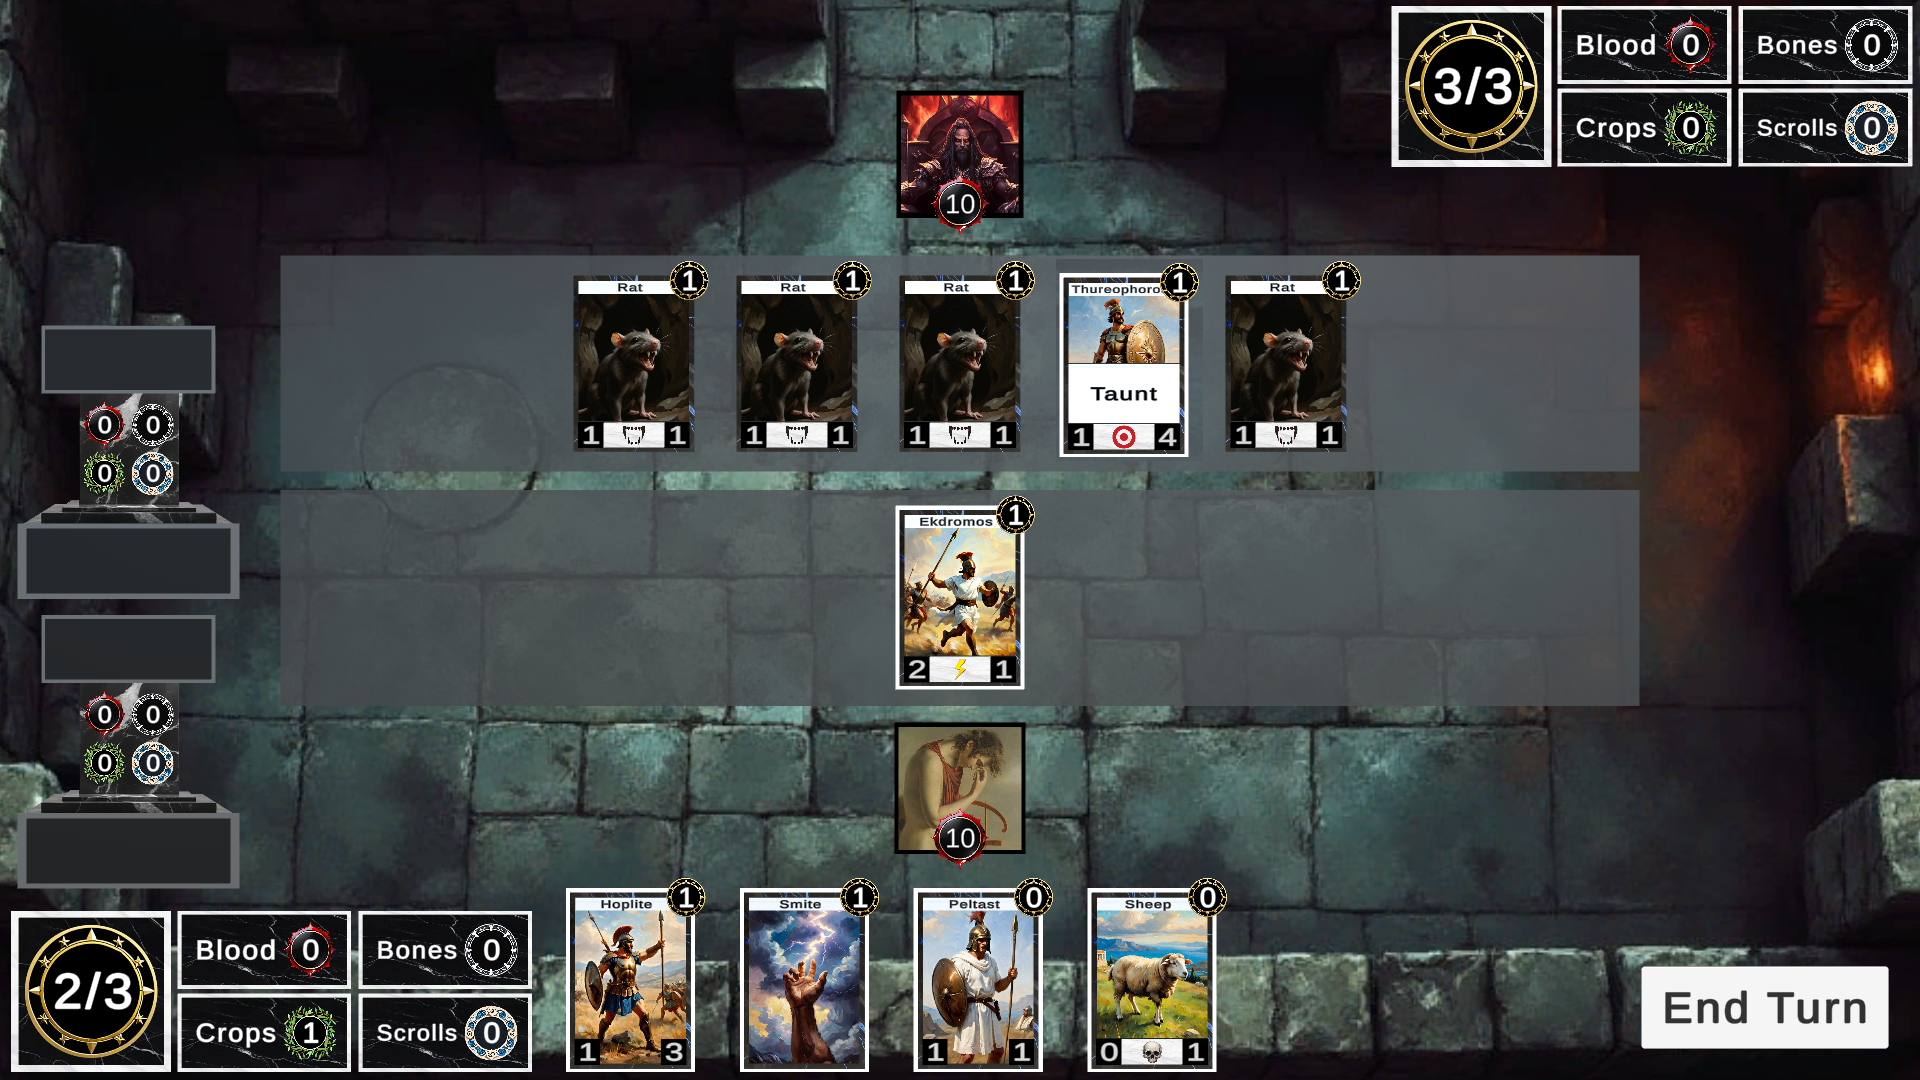 3/3
Blood 0
Bones 0
Crops 0
Scrolls 0
10
Rat 1
1 1
Rat 1
1 1
Rat 1
1 1
Thureophoro 1
Taunt
1 4
Rat 1
1 1
0 0
0 0
Ekdromos 1
2 1
0 0
0 0
10
2/3
Blood 0
Bones 0
Crops 1
Scrolls 0
Hoplite 1
1 3
Smite 1
Peltast 0
1 1
Sheep 0
0 1
End Turn